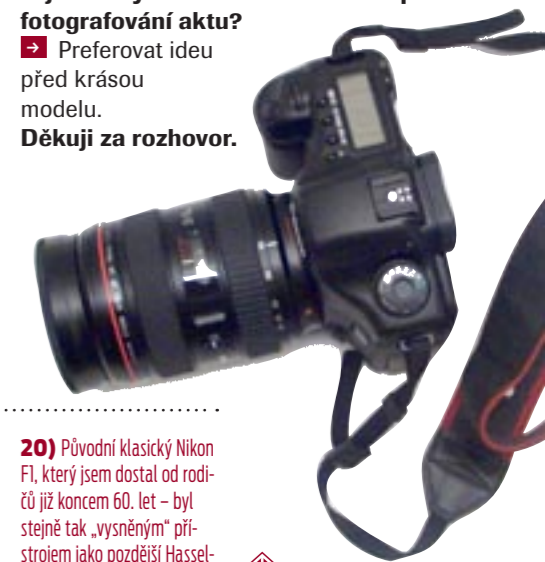 fotografování aktu?
Preferovat ideu
před krásou
modelu.
Děkuji za rozhovor.
20) Původní klasický Nikon
F1, který jsem dostal od rodi-
čů již koncem 60. let – byl
stejně tak „vysněným“ pří-
strojem jako pozdější Hassel-